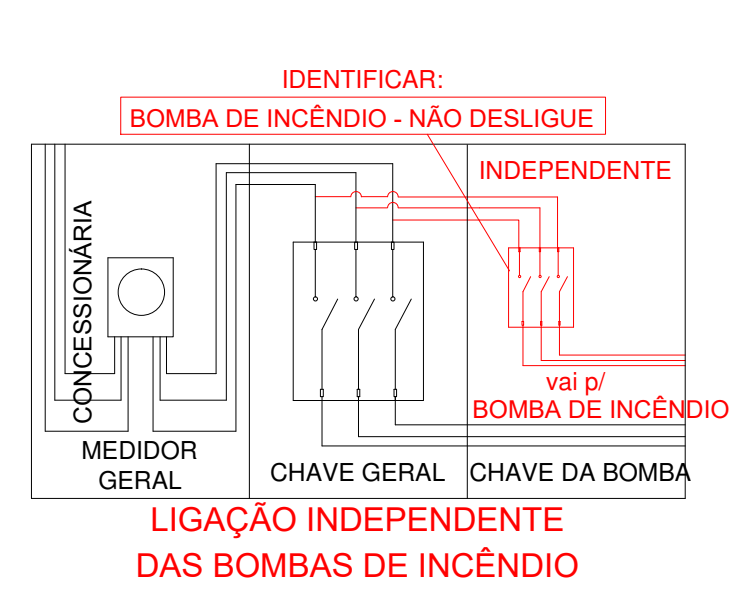 IDENTIFICAR:
BOMBA DE INCÊNDIO - NÃO DESLIGUE
INDEPENDENTE
CONCESSIONÁRIA
vai p/
BOMBA DE INCÊNDIO
MEDIDOR
GERAL
CHAVE GERAL
CHAVE DA BOMBA
LIGAÇÃO INDEPENDENTE
DAS BOMBAS DE INCÊNDIO